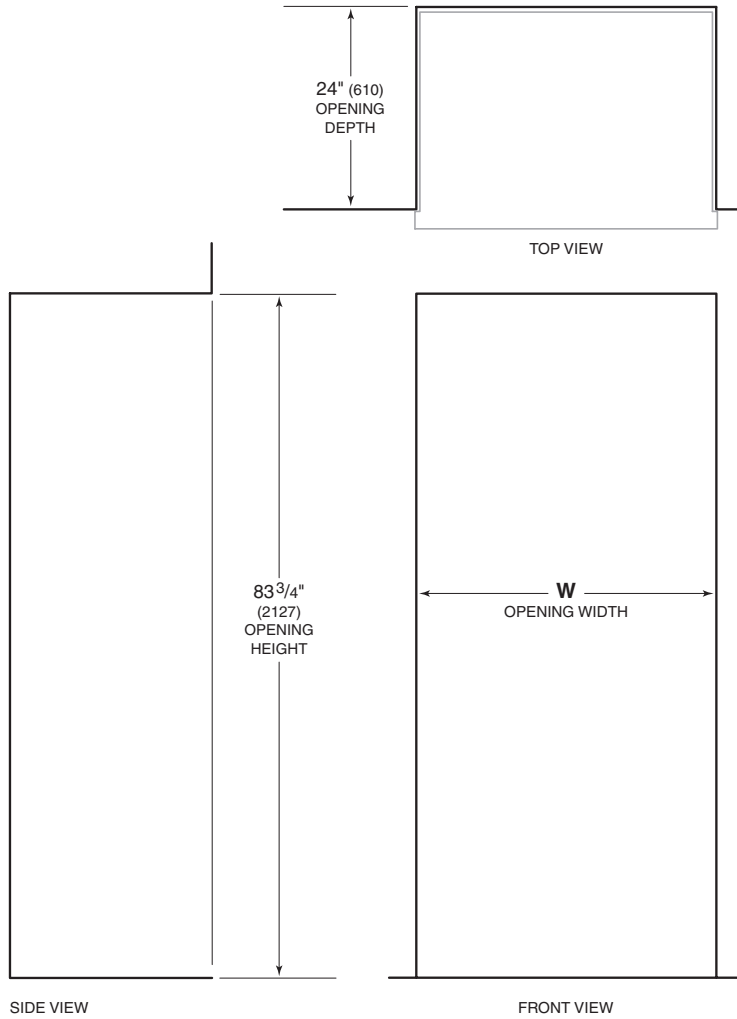 24" (610)
OPENING
DEPTH
TOP VIEW
83 3/4"
(2127)
OPENING
HEIGHT
W
OPENING WIDTH
SIDE VIEW
FRONT VIEW